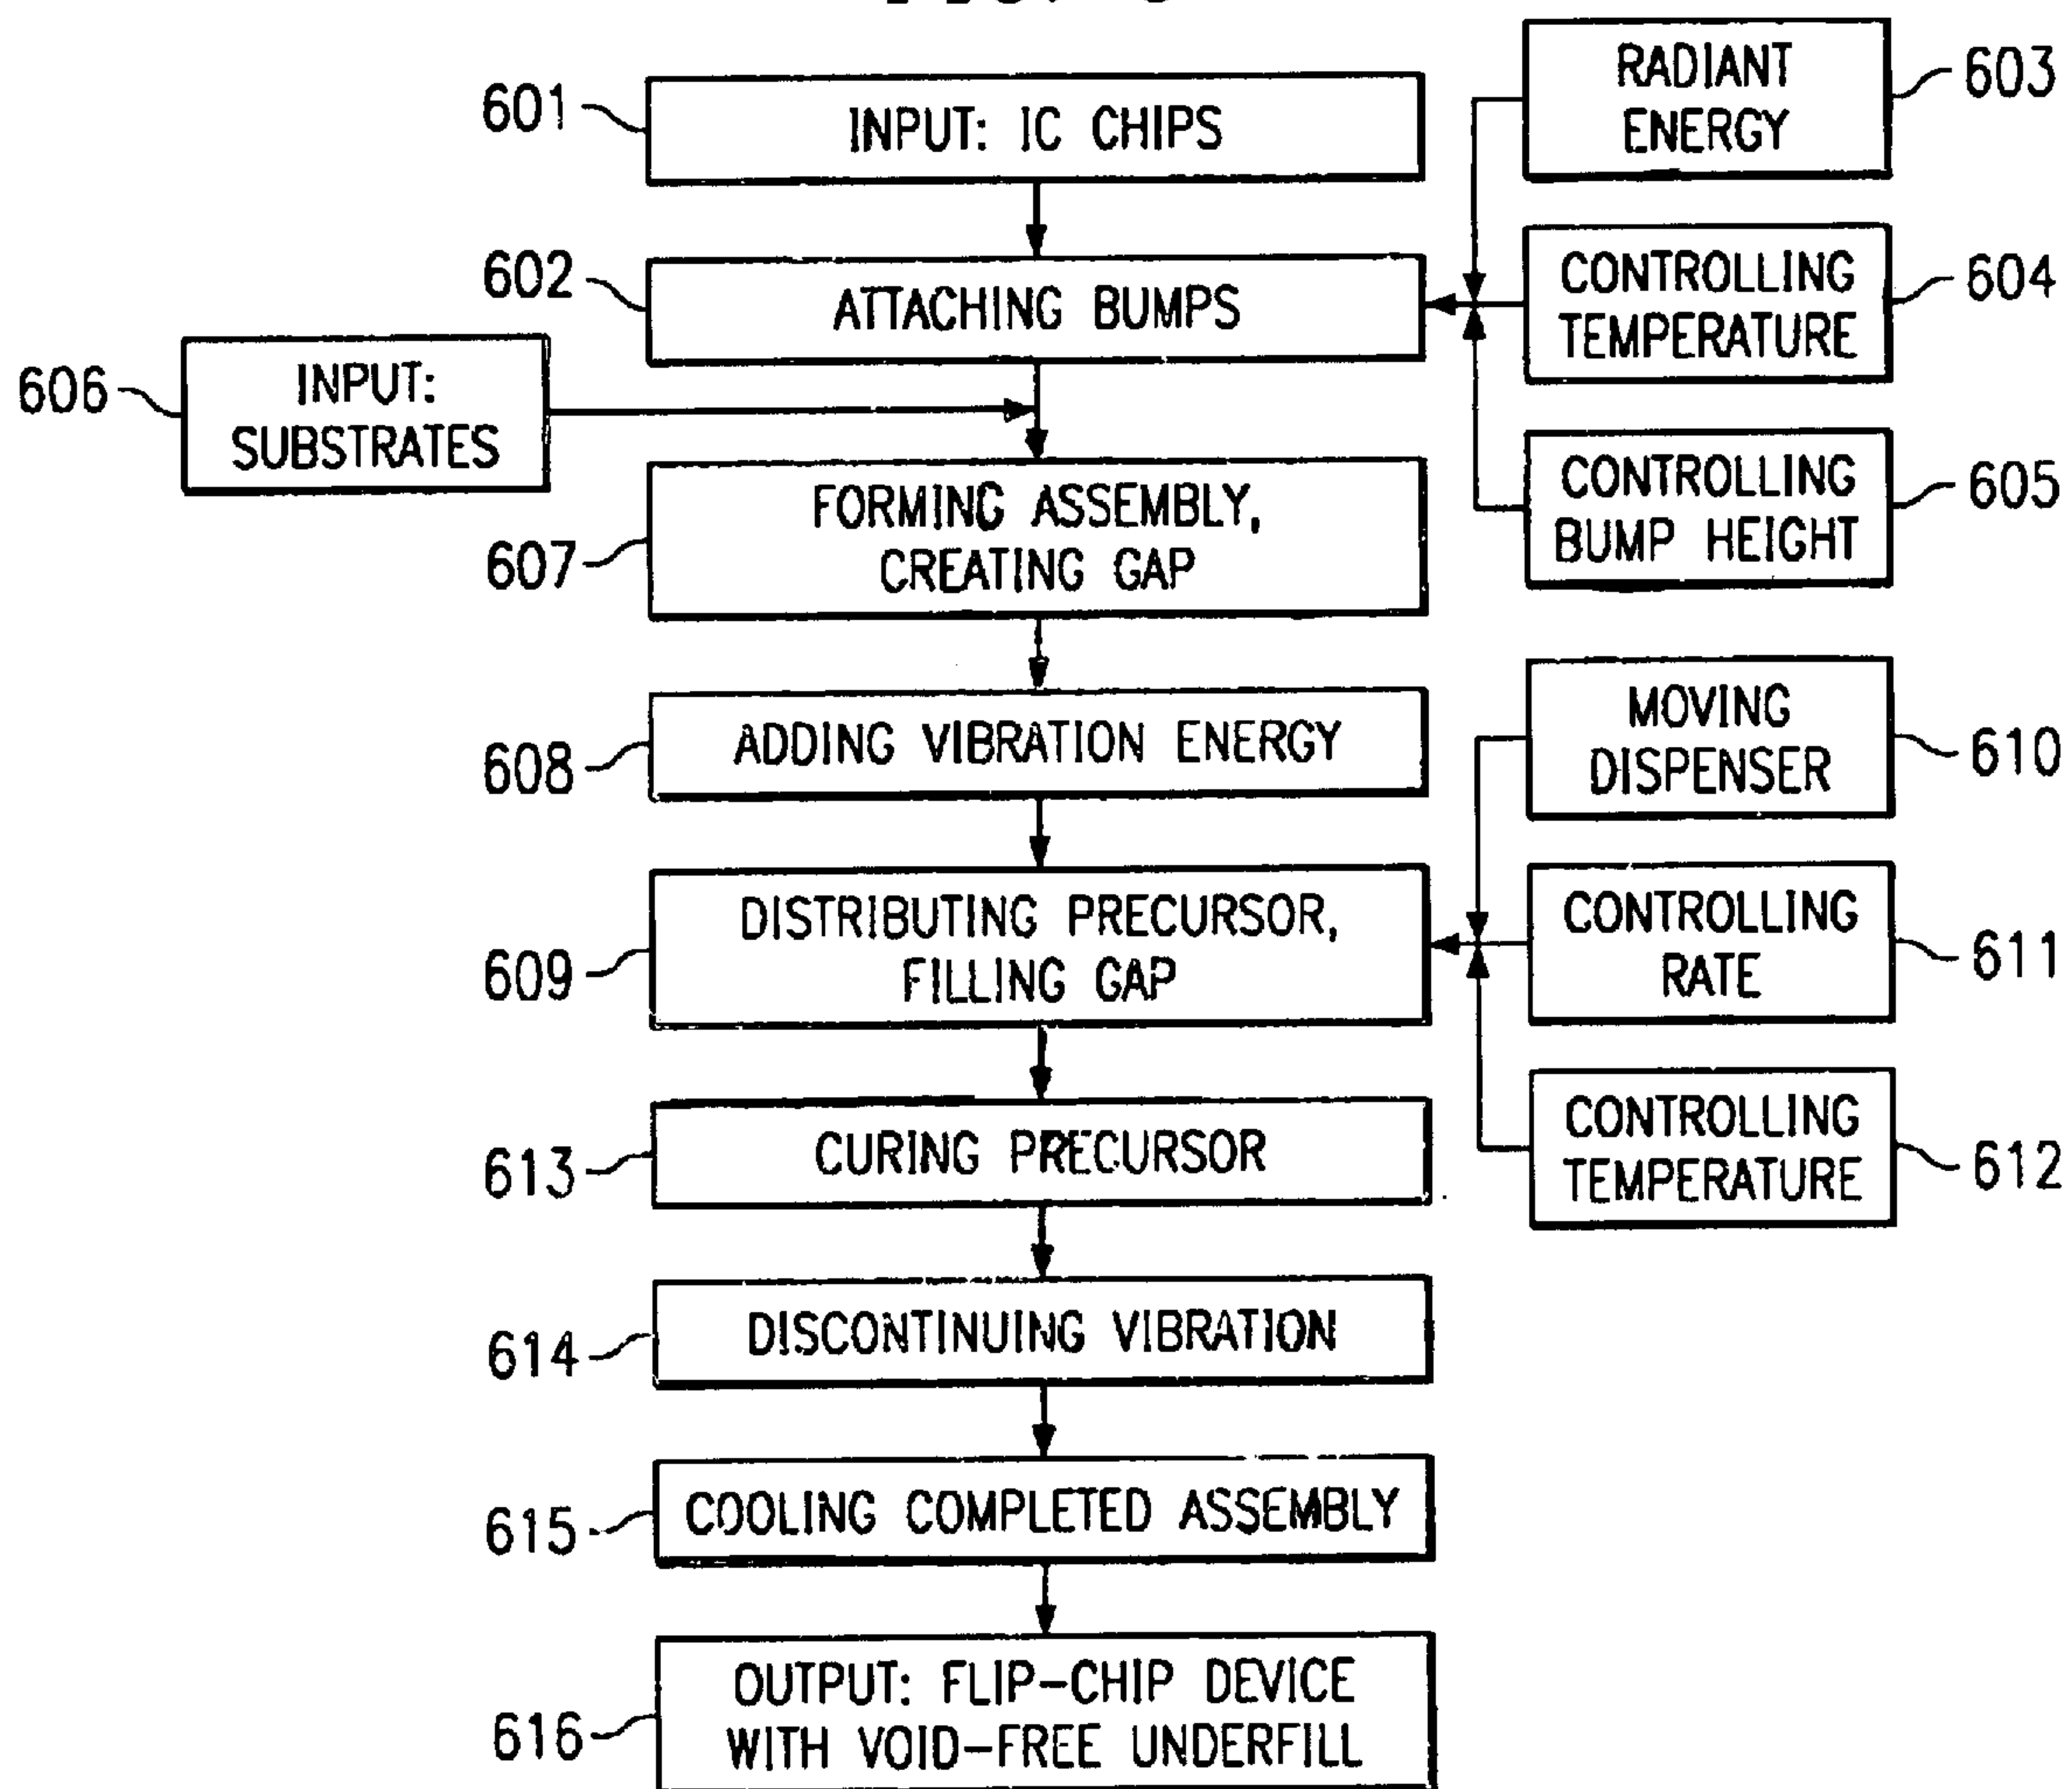 601
INPUT: IC CHIPS
RADIANT
ENERGY
603
602
ATTACHING BUMPS
CONTROLLING
TEMPERATURE
604
606
INPUT:
SUBSTRATES
CONTROLLING
BUMP HEIGHT
605
607
FORMING ASSEMBLY,
CREATING GAP
608
ADDING VIBRATION ENERGY
MOVING
DISPENSER
610
609
DISTRIBUTING PRECURSOR,
FILLING GAP
CONTROLLING
RATE
611
CONTROLLING
TEMPERATURE
612
613
CURING PRECURSOR
614
DISCONTINUING VIBRATION
615
COOLING COMPLETED ASSEMBLY
616
OUTPUT: FLIP-CHIP DEVICE
WITH VOID-FREE UNDERFILL